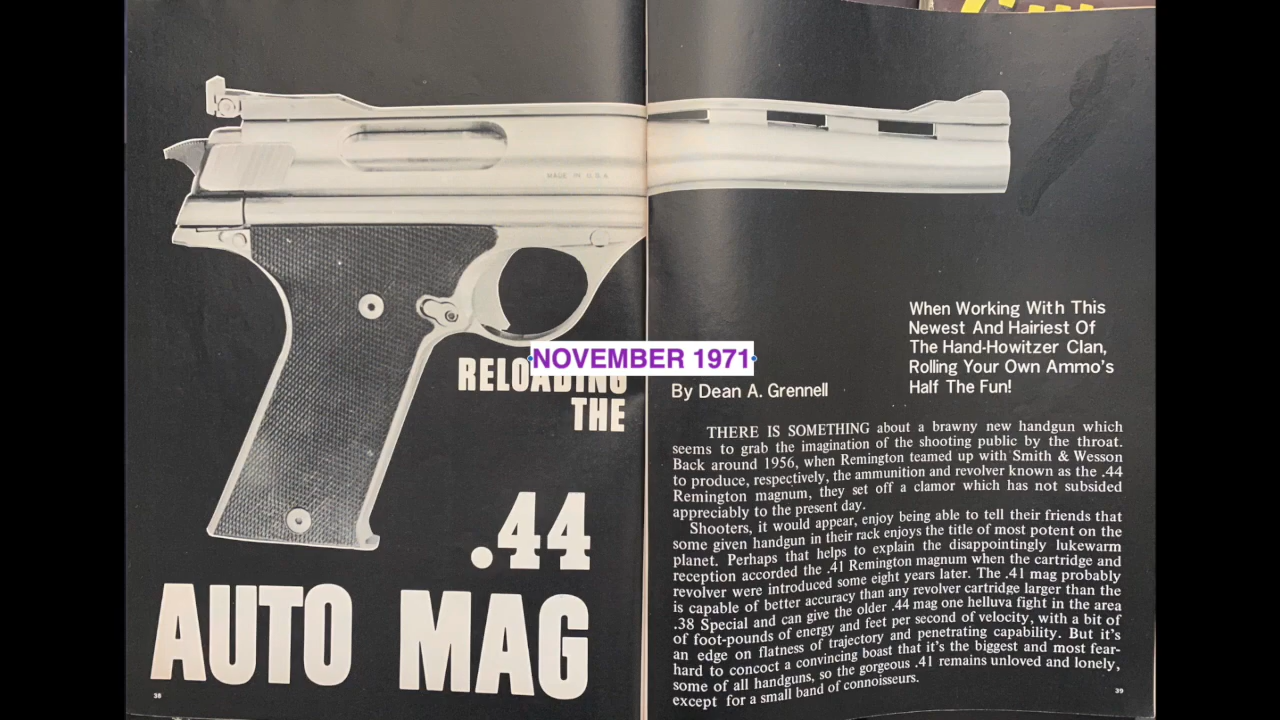 MADE IN U.S.A.
NOVEMBER 1971
RELOADING
THE
.44
AUTO MAG
38
When Working With This
Newest And Hairiest Of
The Hand-Howitzer Clan,
Rolling Your Own Ammo's
Half The Fun!
By Dean A. Grennell
THERE IS SOMETHING about a brawny new handgun which
seems to grab the imagination of the shooting public by the throat.
Back around 1956, when Remington teamed up with Smith & Wesson
to produce, respectively, the ammunition and revolver known as the .44
Remington magnum, they set off a clamor which has not subsided
appreciably to the present day.
Shooters, it would appear, enjoy being able to tell their friends that
some given handgun in their rack enjoys the title of most potent on the
planet. Perhaps that helps to explain the disappointingly lukewarm
reception accorded the .41 Remington magnum when the cartridge and
revolver were introduced some eight years later. The .41 mag probably
is capable of better accuracy than any revolver cartridge larger than the
.38 Special and can give the older .44 mag one helluva fight in the area
of foot-pounds of energy and feet per second of velocity, with a bit of
an edge on flatness of trajectory and penetrating capability. But it's
hard to concoct a convincing boast that it's the biggest and most fear-
some of all handguns, so the gorgeous .41 remains unloved and lonely,
except for a small band of connoisseurs.
39